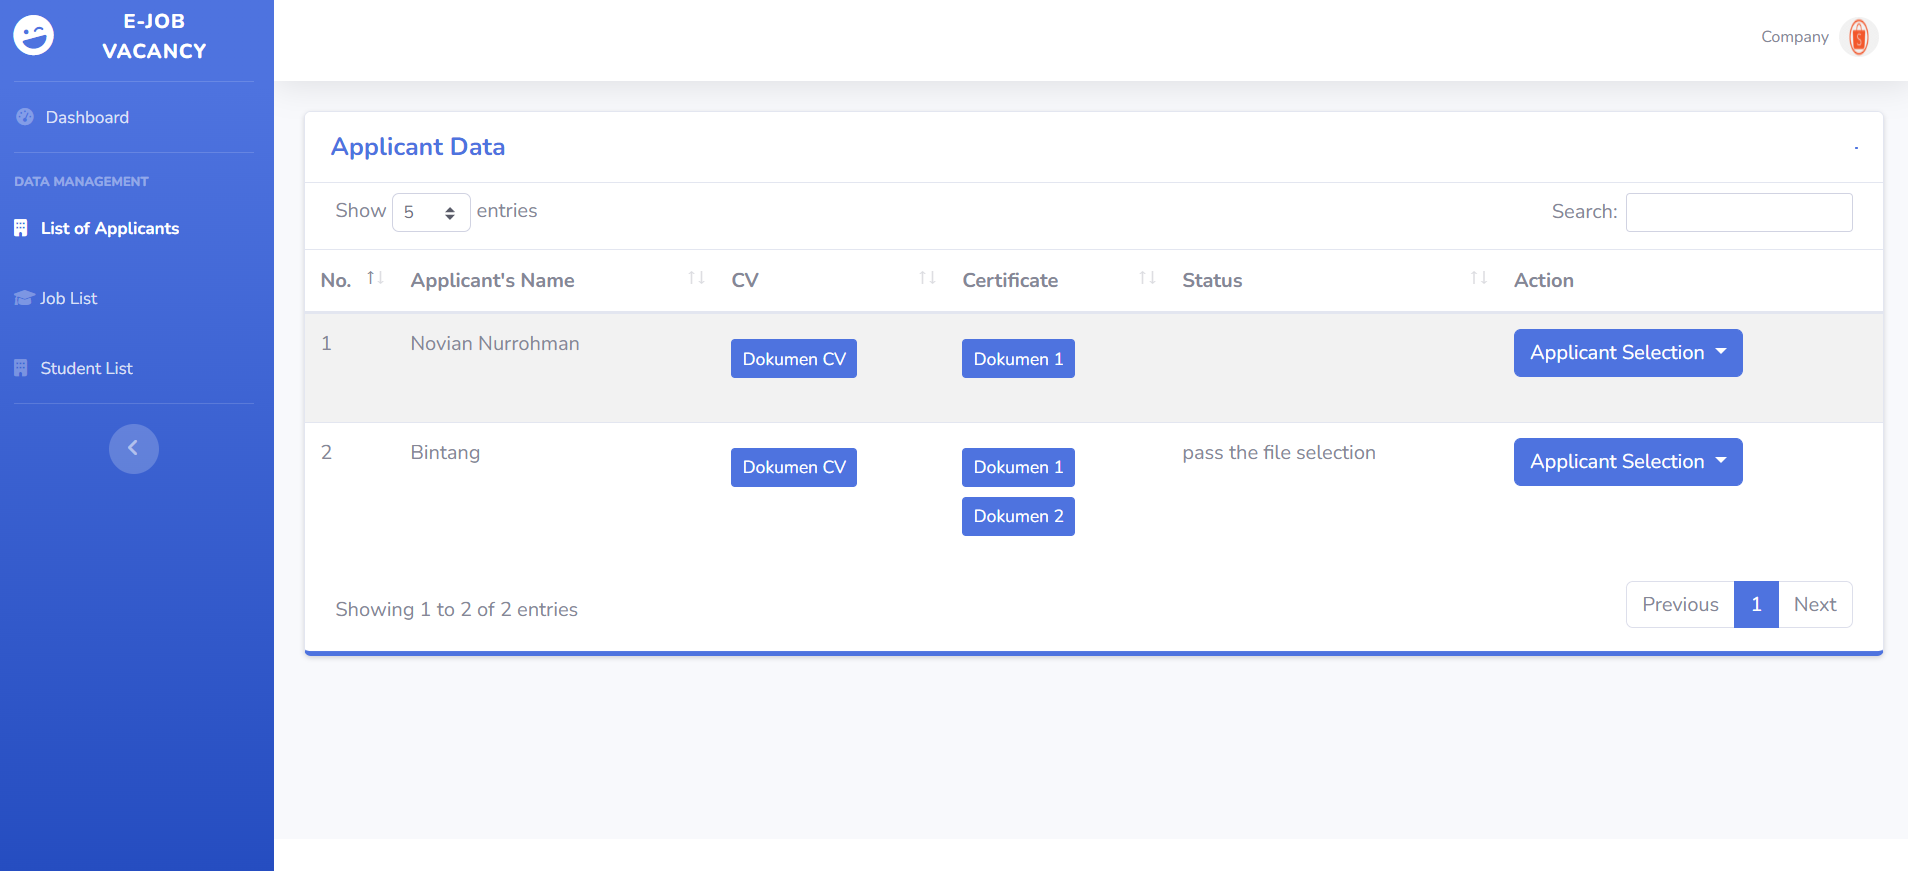 E-JOB
VACANCY
Company
Dashboard
DATA MANAGEMENT
List of Applicants
Job List
Student List
Applicant Data
-
Show 5 entries
Search:
No. Applicant's Name CV Certificate Status Action
1 Novian Nurrohman Dokumen CV Dokumen 1 Applicant Selection
2 Bintang Dokumen CV Dokumen 1 pass the file selection Applicant Selection
Dokumen 2
Showing 1 to 2 of 2 entries
Previous 1 Next